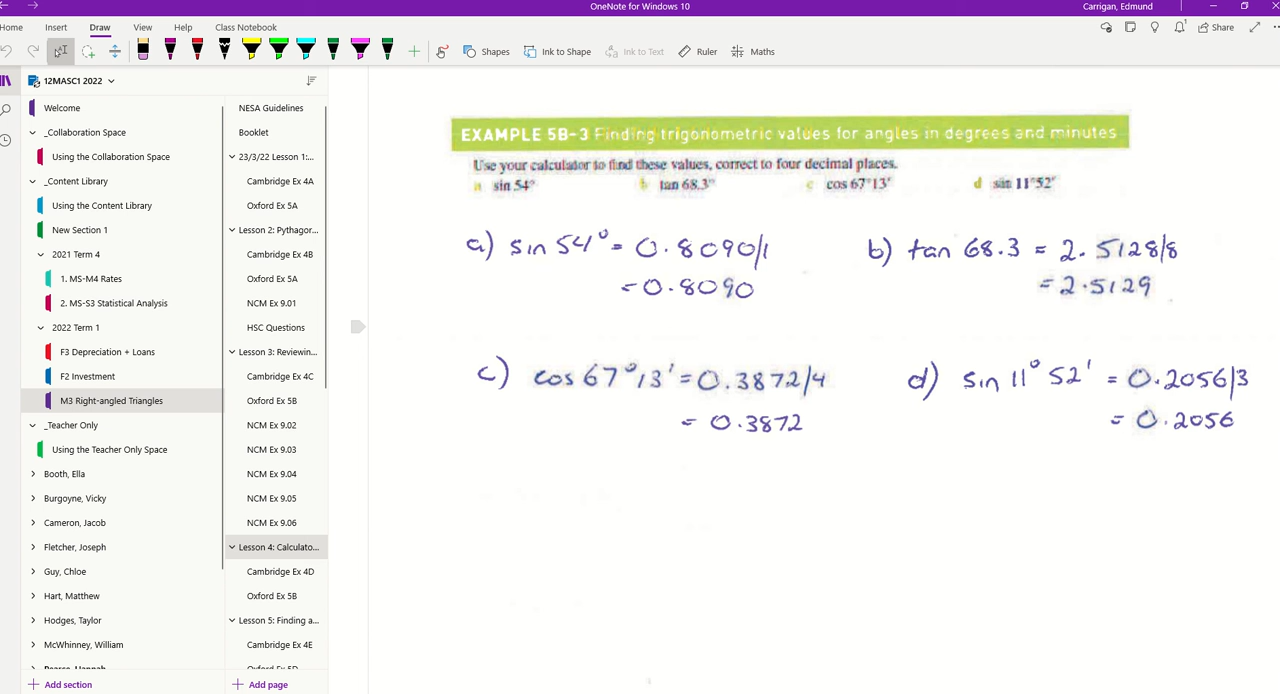 OneNote for Windows 10
Carrigan, Edmund
Home Insert Draw View Help Class Notebook
Share
Shapes Ink to Shape Ink to Text Ruler Maths
12MASC1 2022
Welcome
_Collaboration Space
Using the Collaboration Space
_Content Library
Using the Content Library
New Section 1
2021 Term 4
1. MS-M4 Rates
2. MS-S3 Statistical Analysis
2022 Term 1
F3 Depreciation + Loans
F2 Investment
M3 Right-angled Triangles
_Teacher Only
Using the Teacher Only Space
Booth, Ella
Burgoyne, Vicky
Cameron, Jacob
Fletcher, Joseph
Guy, Chloe
Hart, Matthew
Hodges, Taylor
McWhinney, William
Pearce, Hannah
Add section
NESA Guidelines
Booklet
23/3/22 Lesson 1:...
Cambridge Ex 4A
Oxford Ex 5A
Lesson 2: Pythagor...
Cambridge Ex 4B
Oxford Ex 5A
NCM Ex 9.01
HSC Questions
Lesson 3: Reviewin...
Cambridge Ex 4C
Oxford Ex 5B
NCM Ex 9.02
NCM Ex 9.03
NCM Ex 9.04
NCM Ex 9.05
NCM Ex 9.06
Lesson 4: Calculato...
Cambridge Ex 4D
Oxford Ex 5B
Lesson 5: Finding a...
Cambridge Ex 4E
Oxford Ex 5D
Add page
EXAMPLE 5B-3 Finding trigonometric values for angles in degrees and minutes
Use your calculator to find these values, correct to four decimal places.
a sin 54° b tan 68.3° c cos 67°13′ d sin 11°52′
a) sin 54° = 0.8090/1
= 0.8090
b) tan 68.3 = 2.5128/8
= 2.5129
c) cos 67°13' = 0.3872/4
= 0.3872
d) sin 11° 52' = 0.2056/3
= 0.2056